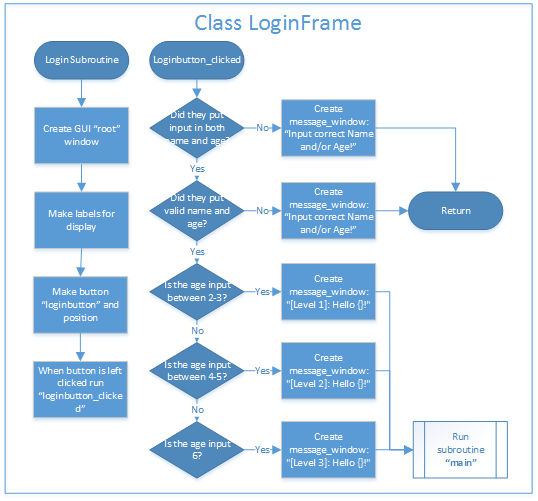 Class LoginFrame
Login Subroutine
Create GUI “root”
window
Make labels for
display
Make button
“loginbutton” and
position
When button is left
clicked run
“loginbutton_clicke
d”
Loginbutton_clicked
Did they put
input in both
name and age?
No
Create
message_window:
“Input correct Name
and/or Age!”
Yes
Did they put
valid name and
age?
No
Create
message_window:
“Input correct Name
and/or Age!”
Return
Yes
Is the age input
between 2-3?
Yes
Create
message_window:
“[Level 1]: Hello {}!”
No
Is the age input
between 4-5?
Yes
Create
message_window:
“[Level 2]: Hello {}!”
No
Is the age input
6?
Yes
Create
message_window:
“[Level 3]: Hello {}!”
Run
subroutine
“main”